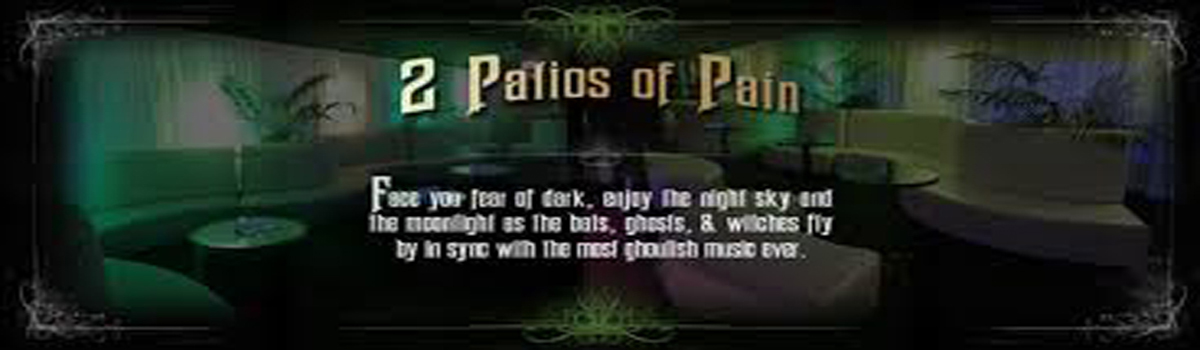 2 Patios of Pain
Face you fear of dark, enjoy the night sky and
the moonlight as the bats, ghosts, & witches fly
by in sync with the most ghoulish music ever.